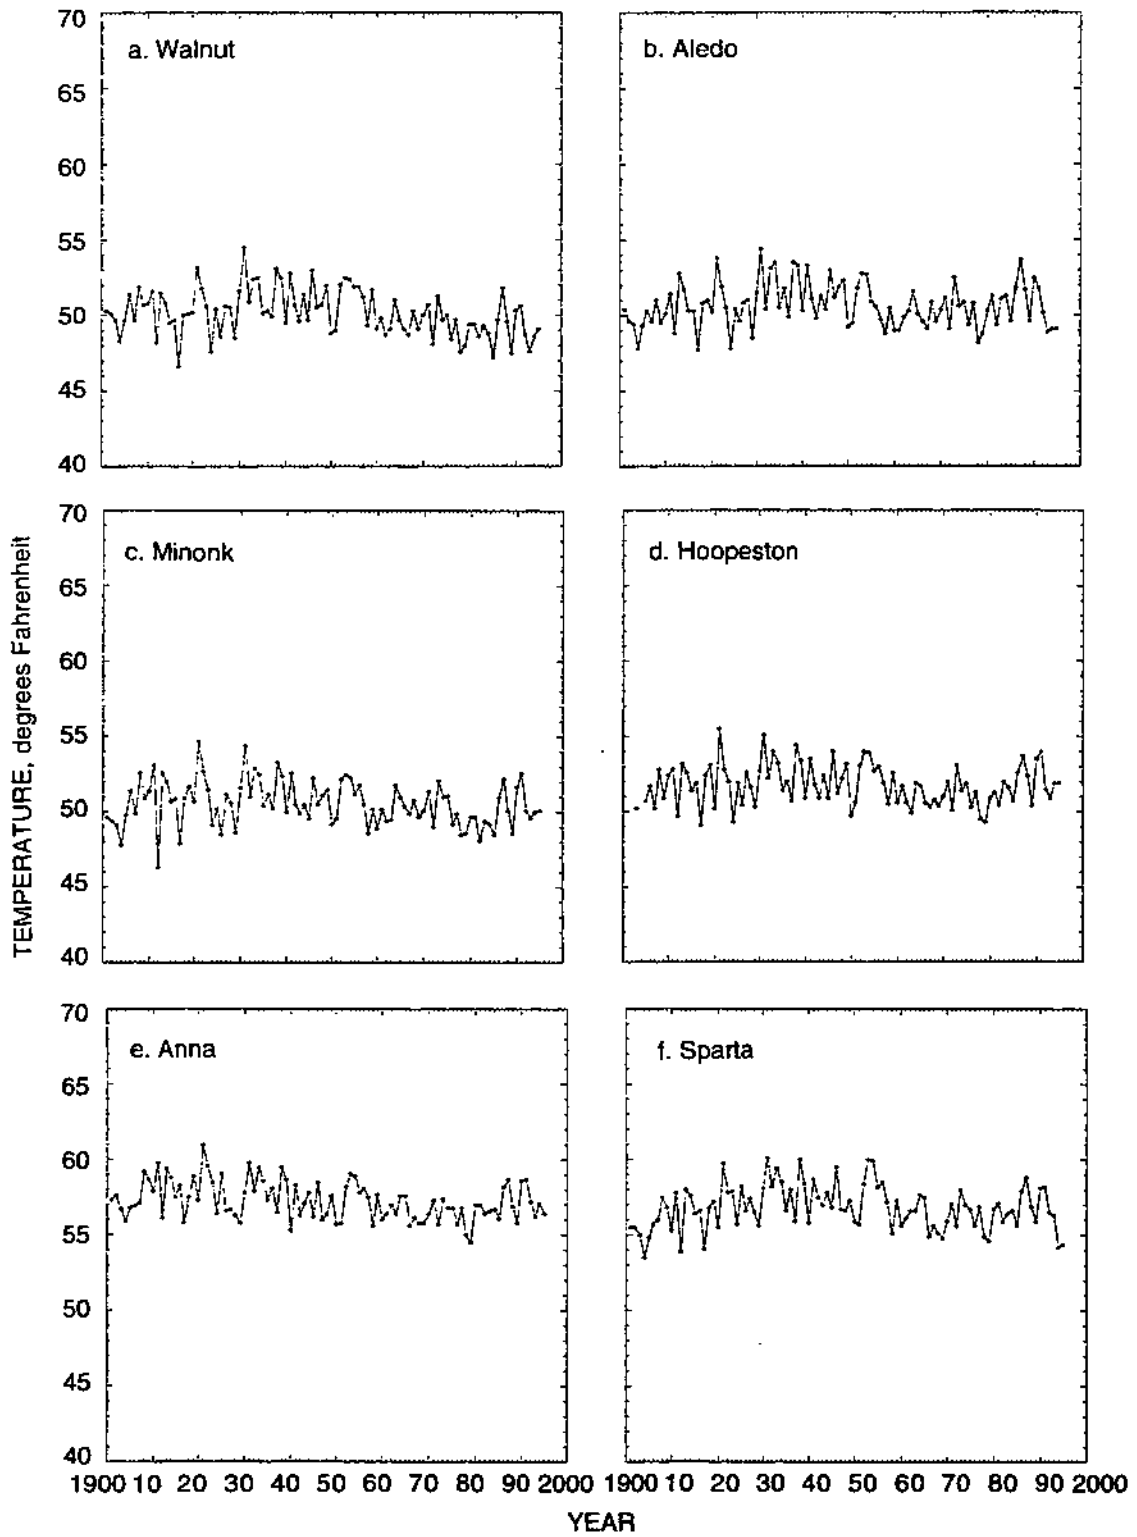 70
a. Walnut
b. Aledo
65
60
55
50
45
40
70
c. Minonk
d. Hoopeston
65
60
55
50
45
40
TEMPERATURE, degrees Fahrenheit
70
e. Anna
f. Sparta
65
60
55
50
45
40
1900 10 20 30 40 50 60 70 80 90 2000
1900 10 20 30 40 50 60 70 80 90 2000
YEAR